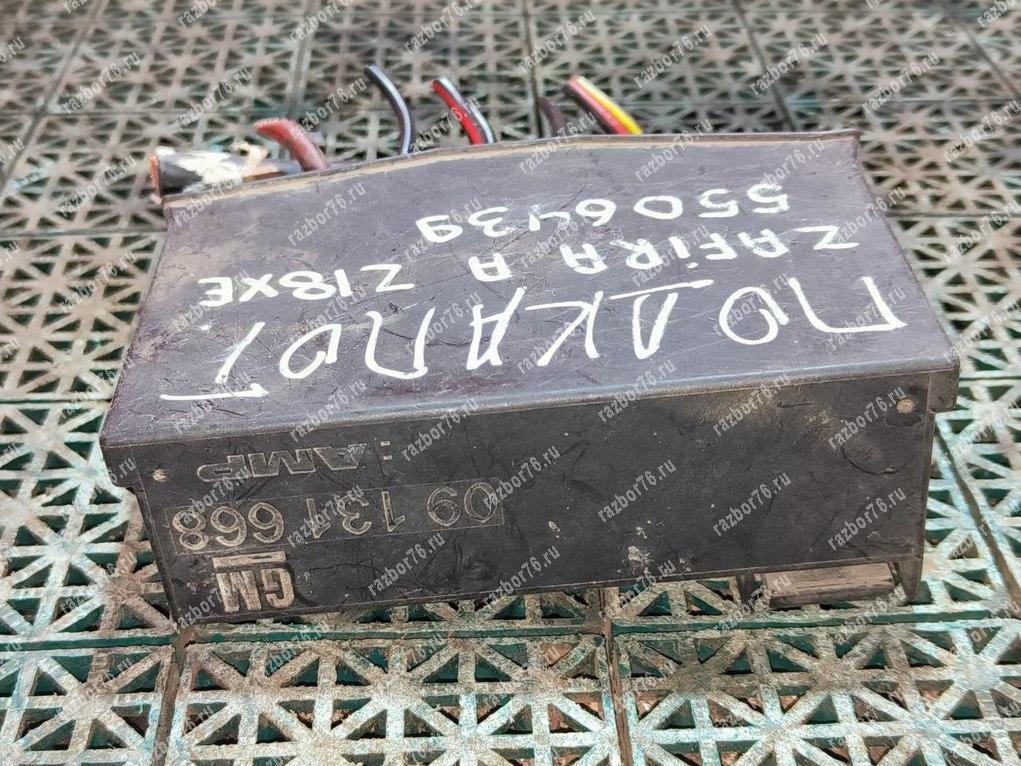 GM
09 131 668
AMP
ПОДКАПОТ
ZAFIRA A Z18XE
5506439
razbor76.ru